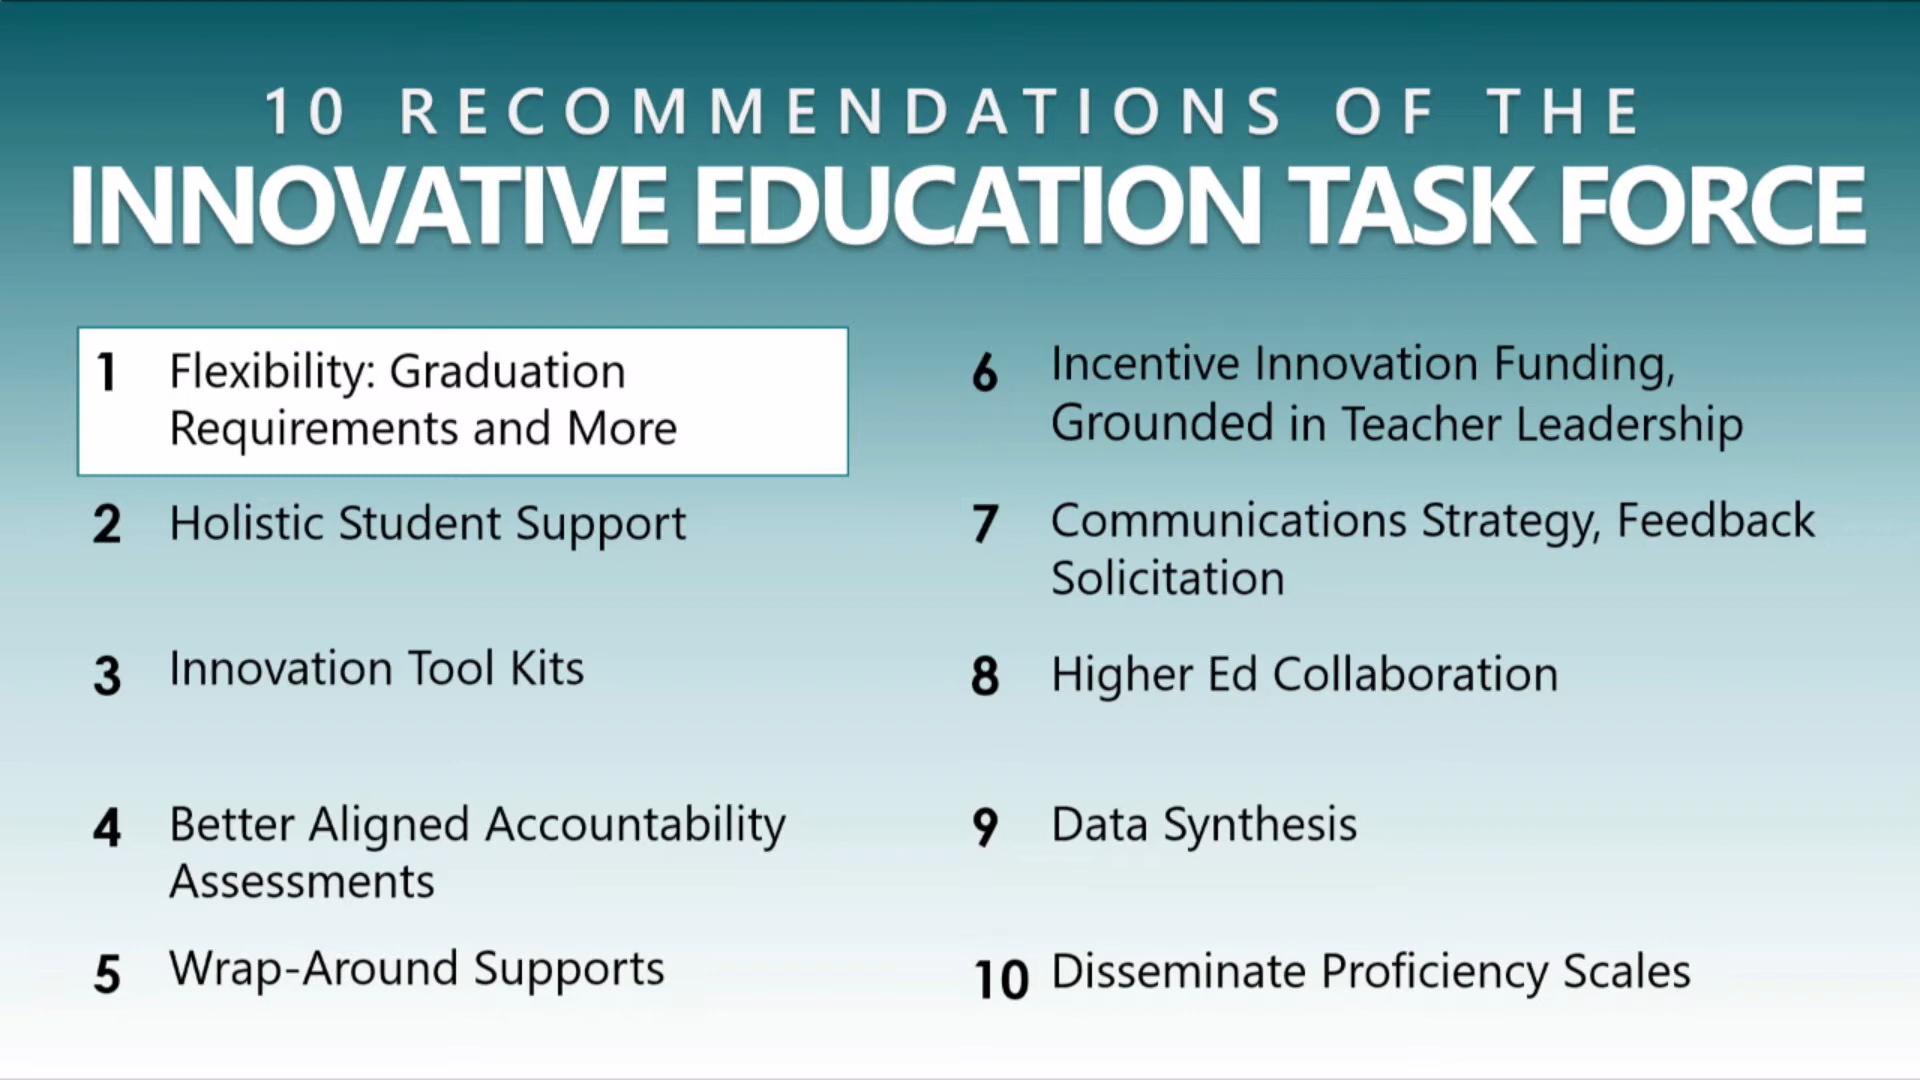 10 RECOMMENDATIONS OF THE
INNOVATIVE EDUCATION TASK FORCE
1 Flexibility: Graduation
Requirements and More
2 Holistic Student Support
3 Innovation Tool Kits
4 Better Aligned Accountability
Assessments
5 Wrap-Around Supports
6 Incentive Innovation Funding,
Grounded in Teacher Leadership
7 Communications Strategy, Feedback
Solicitation
8 Higher Ed Collaboration
9 Data Synthesis
10 Disseminate Proficiency Scales